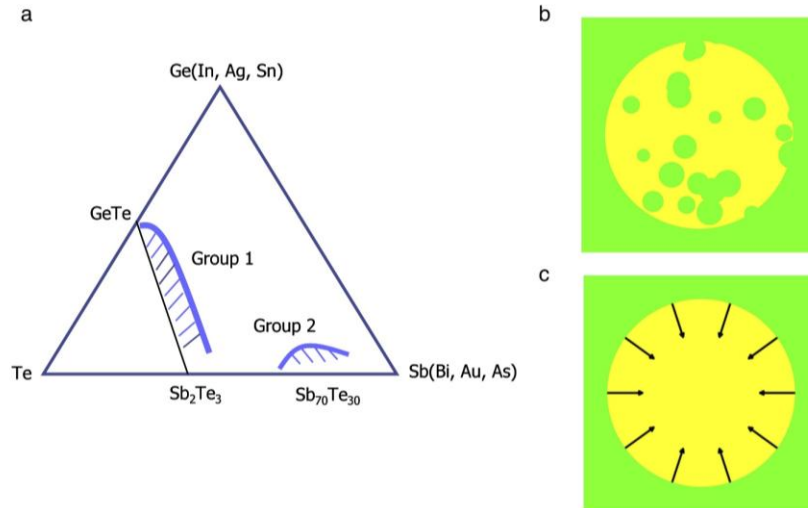 a
b
Ge(In, Ag, Sn)
GeTe
Group 1
Group 2
c
Te
Sb(Bi, Au, As)
Sb₂Te₃
Sb₇₀Te₃₀